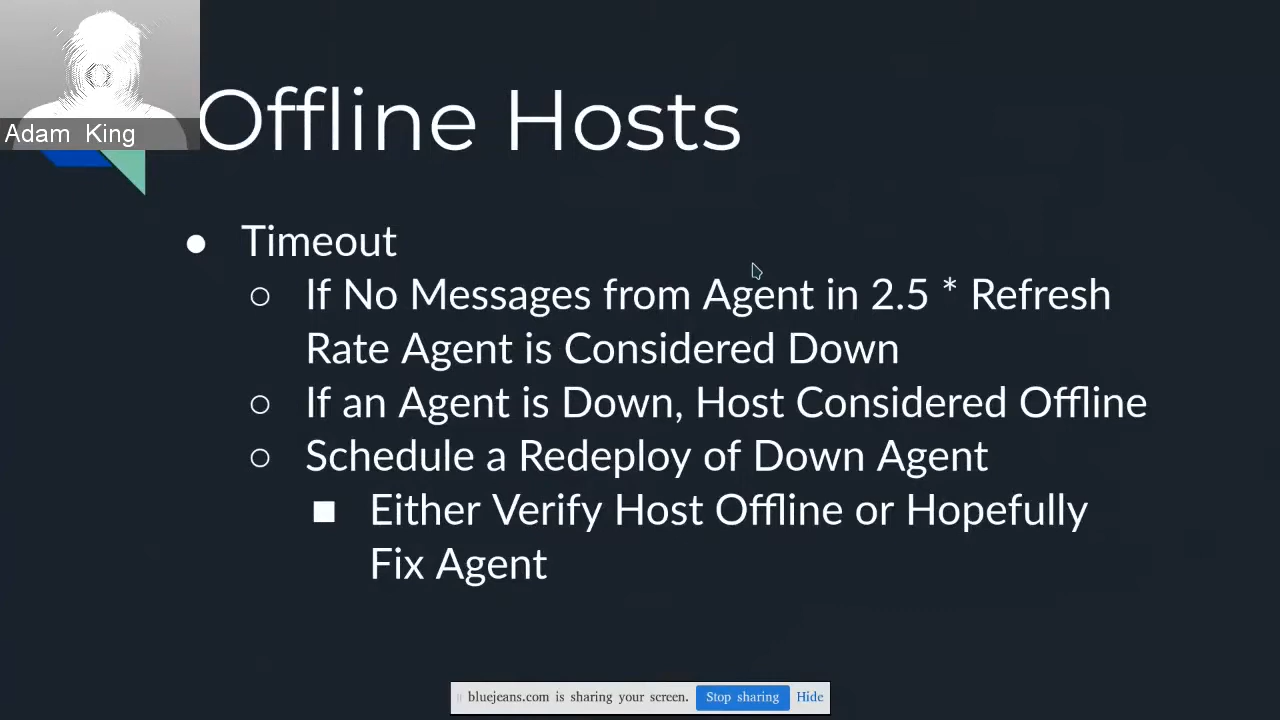 Adam King
Offline Hosts
● Timeout
○ If No Messages from Agent in 2.5 * Refresh
Rate Agent is Considered Down
○ If an Agent is Down, Host Considered Offline
○ Schedule a Redeploy of Down Agent
■ Either Verify Host Offline or Hopefully
Fix Agent
bluejeans.com is sharing your screen. Stop sharing Hide